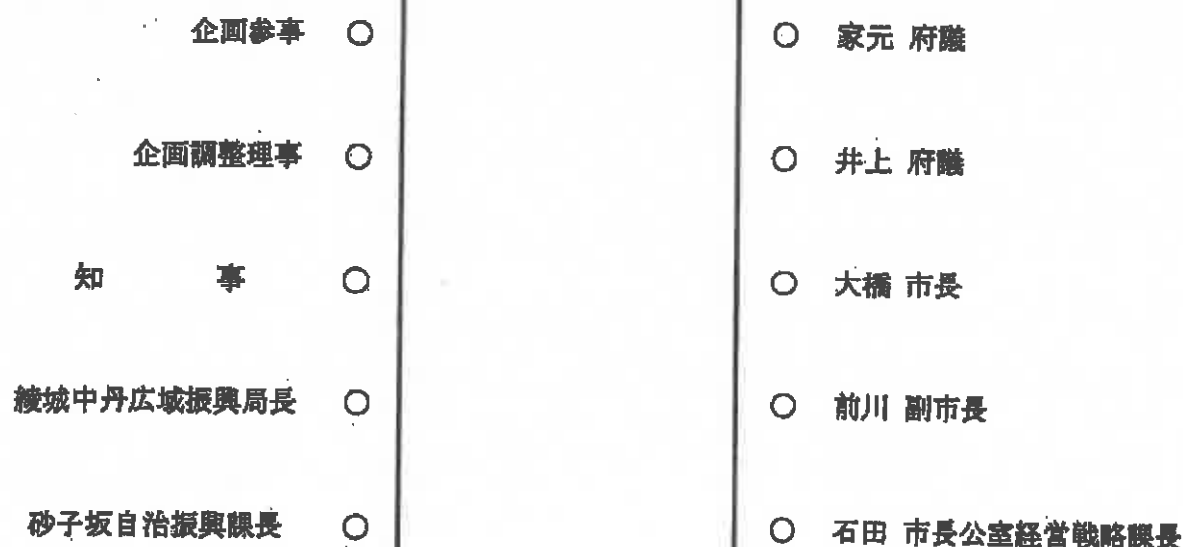 企画参事 ○
企画調整理事 ○
知事 ○
綾城中丹広域振興局長 ○
砂子坂自治振興課長 ○
○ 家元 府議
○ 井上 府議
○ 大橋 市長
○ 前川 副市長
○ 石田 市長公室経営戦略課長